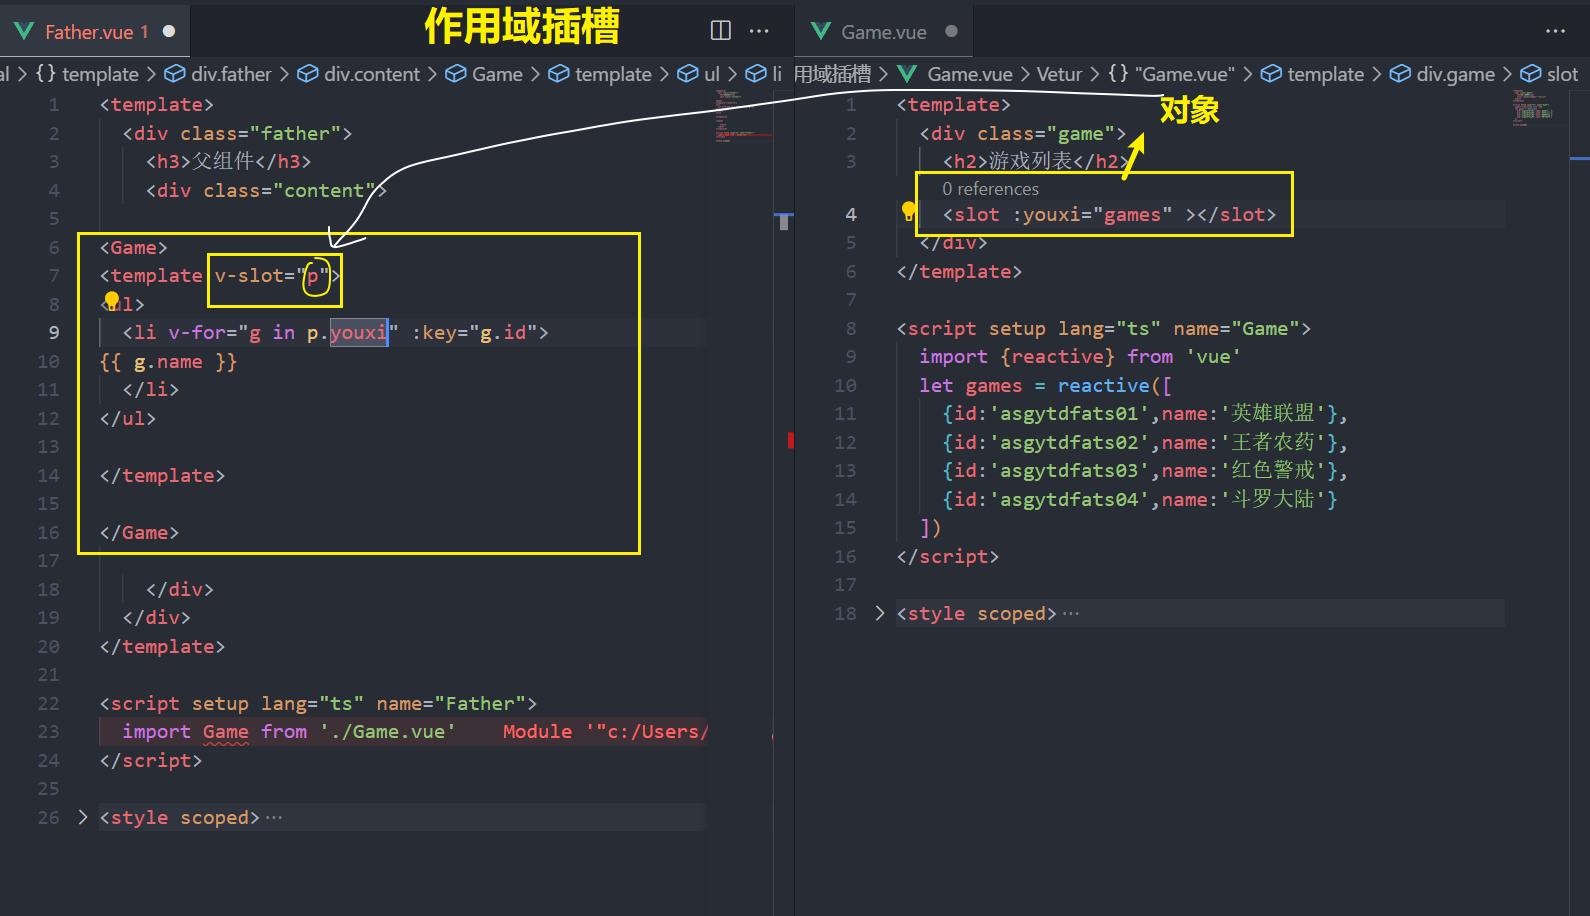 Father.vue 1
作用域插槽
Game.vue
al > {} template > div.father > div.content > Game > template > ul > li
用域插槽 > Game.vue > Vetur > {} "Game.vue" > template > div.game > slot
1 <template>
2 <div class="father">
3 <h3>父组件</h3>
4 <div class="content">
5
6 <Game>
7 <template v-slot="p">
8 <ul>
9 <li v-for="g in p.youxi" :key="g.id">
10 {{ g.name }}
11 </li>
12 </ul>
13
14 </template>
15
16 </Game>
17
18 </div>
19 </div>
20 </template>
21
22 <script setup lang="ts" name="Father">
23 import Game from './Game.vue' Module '"c:/Users/
24 </script>
25
26 <style scoped>…
对象
1 <template>
2 <div class="game">
3 <h2>游戏列表</h2>
0 references
4 <slot :youxi="games" ></slot>
5 </div>
6 </template>
7
8 <script setup lang="ts" name="Game">
9 import {reactive} from 'vue'
10 let games = reactive([
11 {id:'asgytdfats01',name:'英雄联盟'},
12 {id:'asgytdfats02',name:'王者农药'},
13 {id:'asgytdfats03',name:'红色警戒'},
14 {id:'asgytdfats04',name:'斗罗大陆'}
15 ])
16 </script>
17
18 <style scoped>…